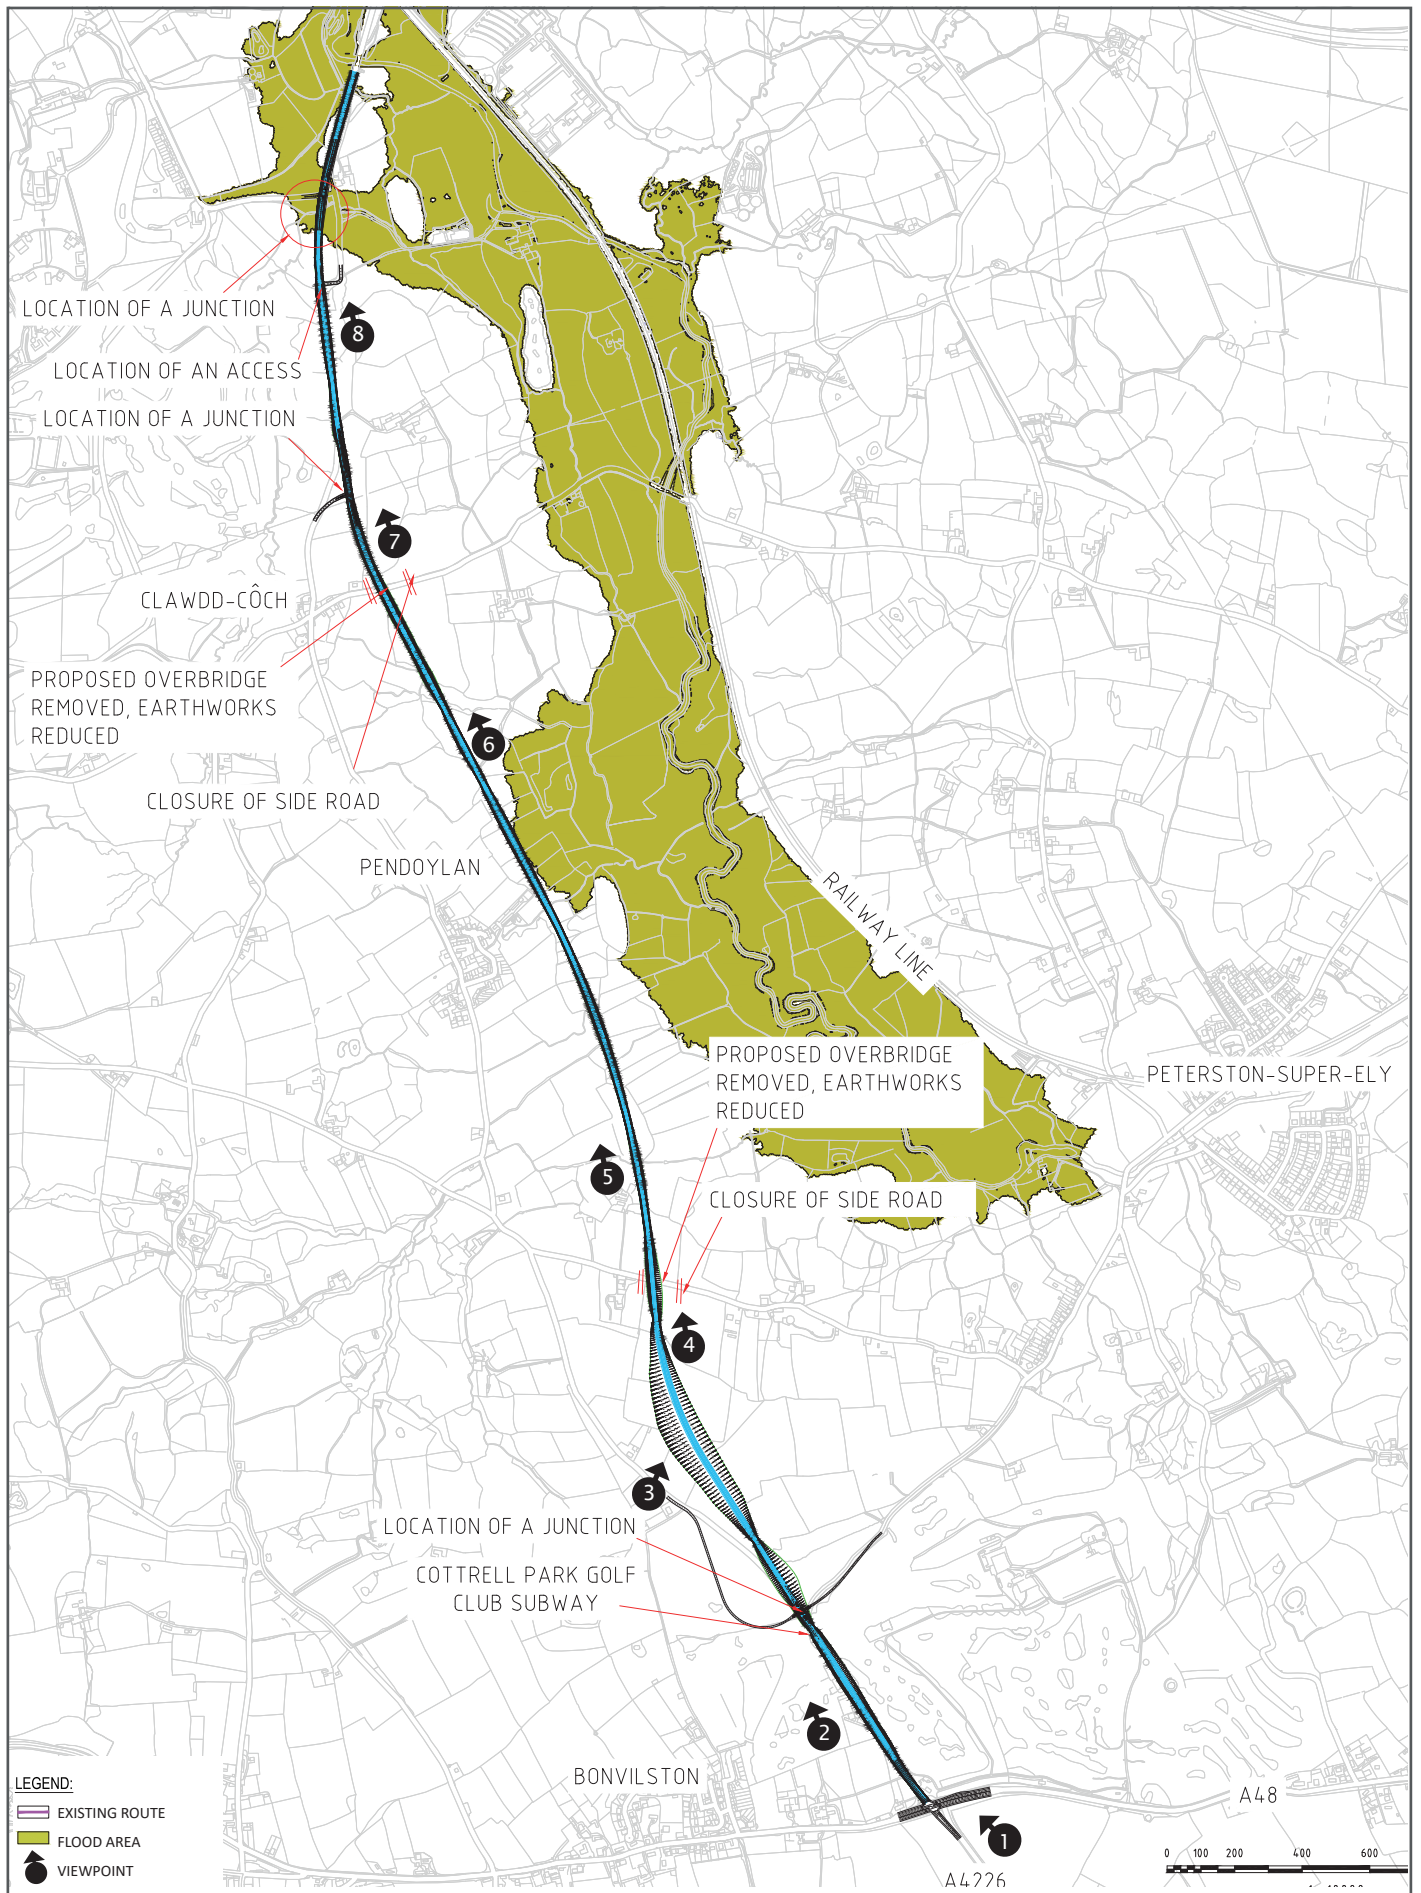 LOCATION OF A JUNCTION
8
LOCATION OF AN ACCESS
LOCATION OF A JUNCTION
7
CLAWDD-CÔCH
PROPOSED OVERBRIDGE
REMOVED, EARTHWORKS
REDUCED
6
CLOSURE OF SIDE ROAD
PENDOYLAN
RAILWAY LINE
PROPOSED OVERBRIDGE
REMOVED, EARTHWORKS
REDUCED
PETERSTON-SUPER-ELY
5
CLOSURE OF SIDE ROAD
4
3
LOCATION OF A JUNCTION
COTTRELL PARK GOLF
CLUB SUBWAY
2
BONVILSTON
A48
1
A4226
LEGEND:
EXISTING ROUTE
FLOOD AREA
VIEWPOINT
0 100 200 400 600